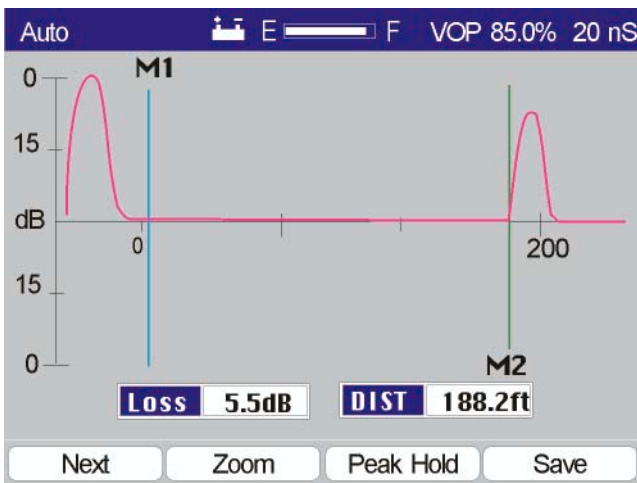 Auto E F VOP 85.0% 20 nS
M1
0
15
dB
0 200
15
0
M2
Loss 5.5dB DIST 188.2ft
Next Zoom Peak Hold Save